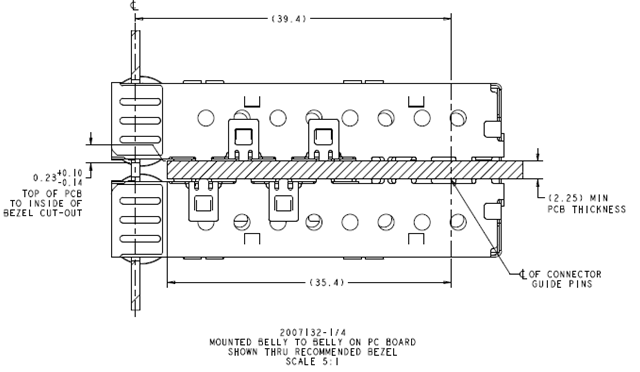 ℄
(39.4)
0.23 +0.10 -0.14
TOP OF PCB
TO INSIDE OF
BEZEL CUT-OUT
(2.25) MIN
PCB THICKNESS
℄ OF CONNECTOR
GUIDE PINS
(35.4)
2007132-1/4
MOUNTED BELLY TO BELLY ON PC BOARD
SHOWN THRU RECOMMENDED BEZEL
SCALE 5:1